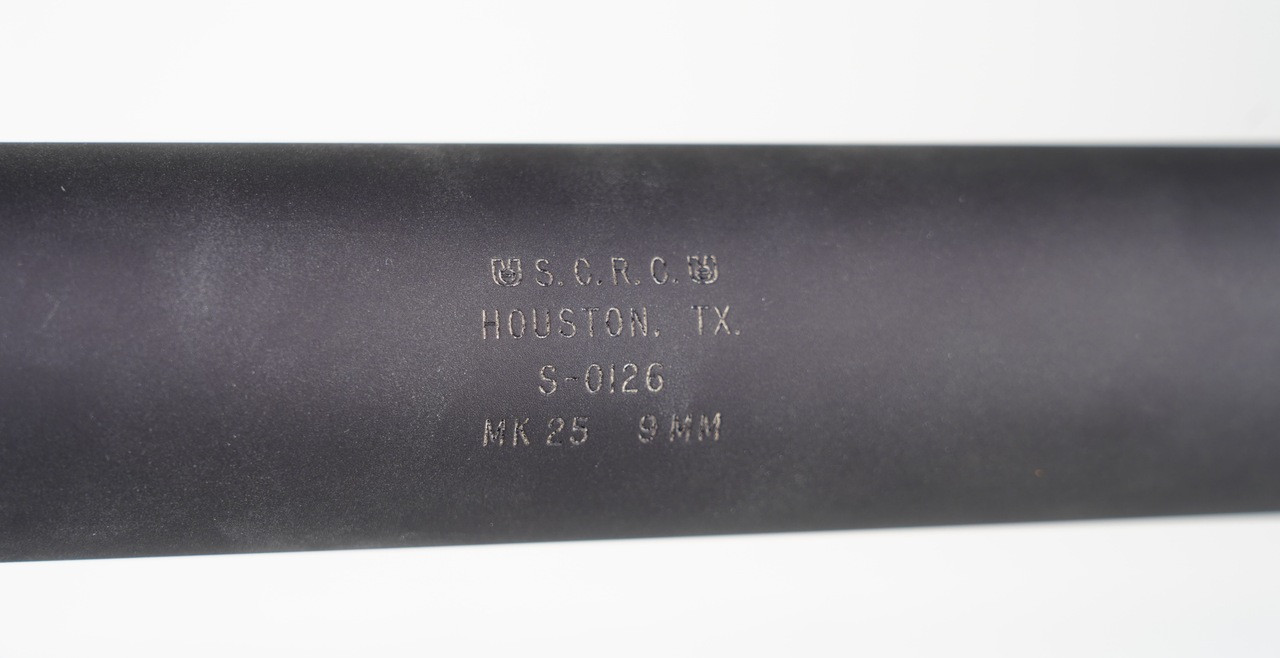 S.C.R.C.
HOUSTON, TX.
S-0126
MK 25 9MM